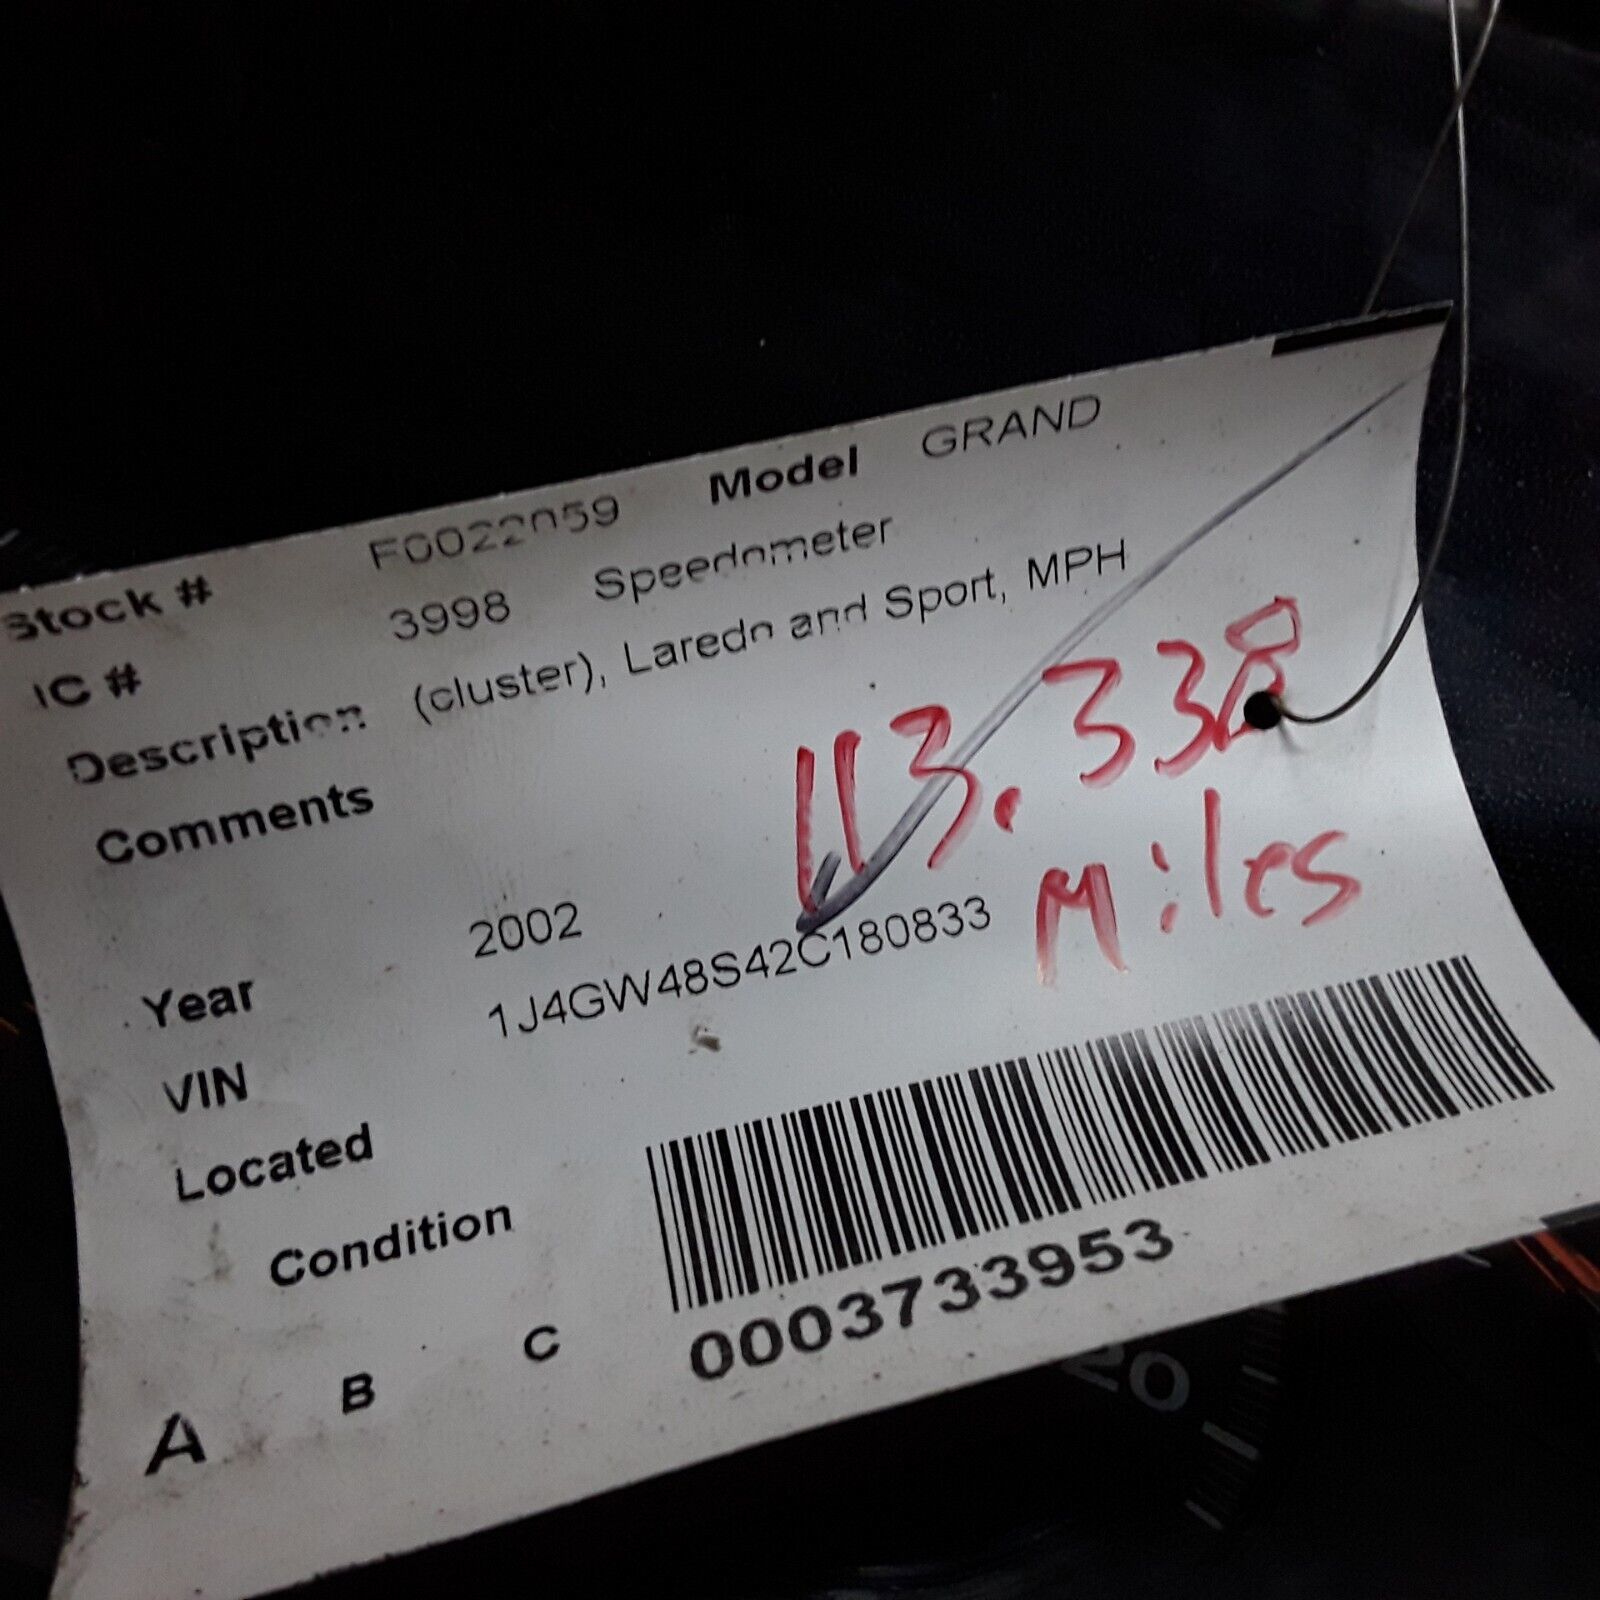 Stock # F0022059 Model GRAND
IC # 3998 Speedometer
Description (cluster), Laredo and Sport, MPH
Comments
113.338
Miles
Year 2002
VIN 1J4GW48S42C180833
Located
Condition
A B C
0003733953
20